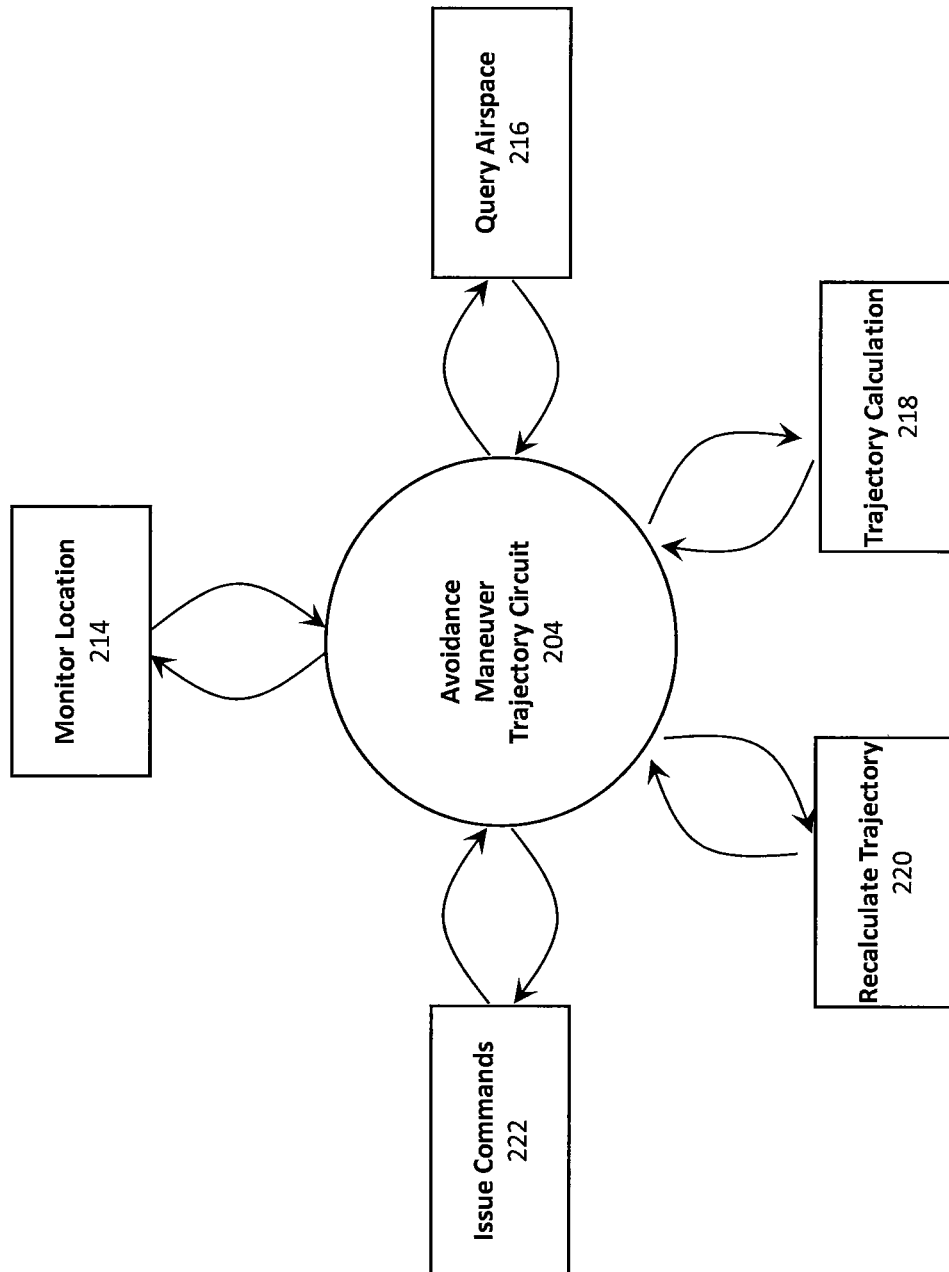 Monitor Location
214
Query Airspace
216
Avoidance
Maneuver
Trajectory Circuit
204
Issue Commands
222
Trajectory Calculation
218
Recalculate Trajectory
220